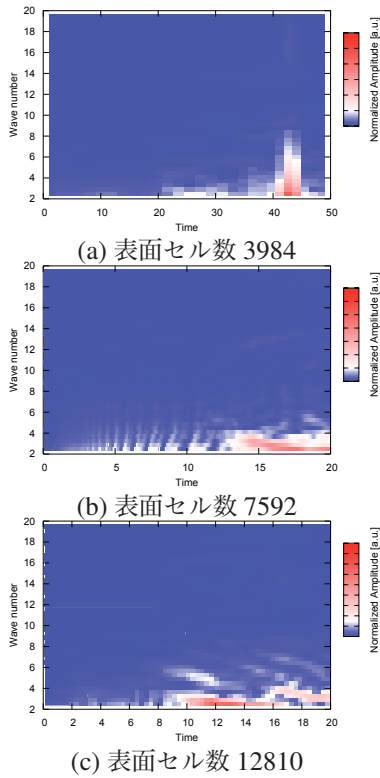 20
18
16
14
12
10
8
6
4
2
Wave number
0 10 20 30 40 50
Time
Normalized Amplitude [a.u.]
(a) 表面セル数 3984
20
18
16
14
12
10
8
6
4
2
Wave number
0 5 10 15 20
Time
Normalized Amplitude [a.u.]
(b) 表面セル数 7592
20
18
16
14
12
10
8
6
4
2
Wave number
0 2 4 6 8 10 12 14 16 18 20
Time
Normalized Amplitude [a.u.]
(c) 表面セル数 12810